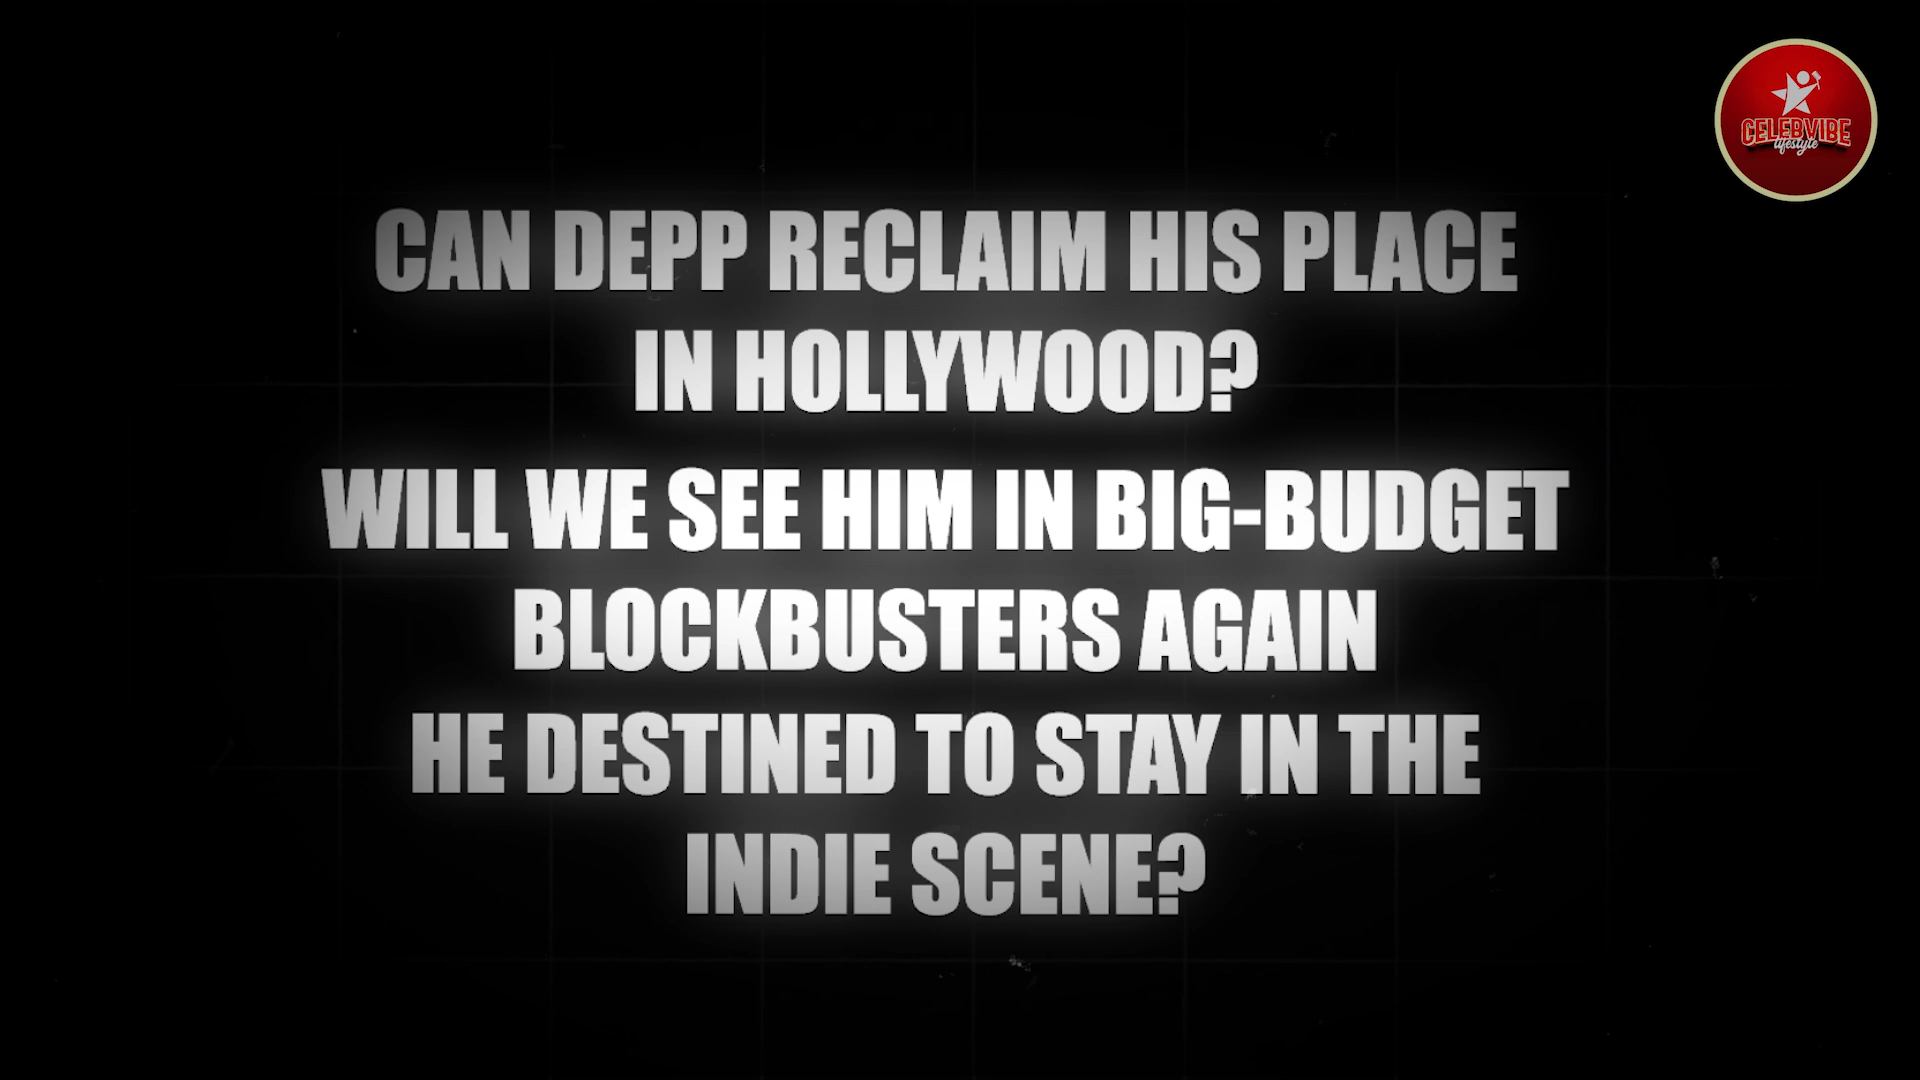 CELEBVIBE
lifestyle
CAN DEPP RECLAIM HIS PLACE
IN HOLLYWOOD?
WILL WE SEE HIM IN BIG-BUDGET
BLOCKBUSTERS AGAIN
HE DESTINED TO STAY IN THE
INDIE SCENE?